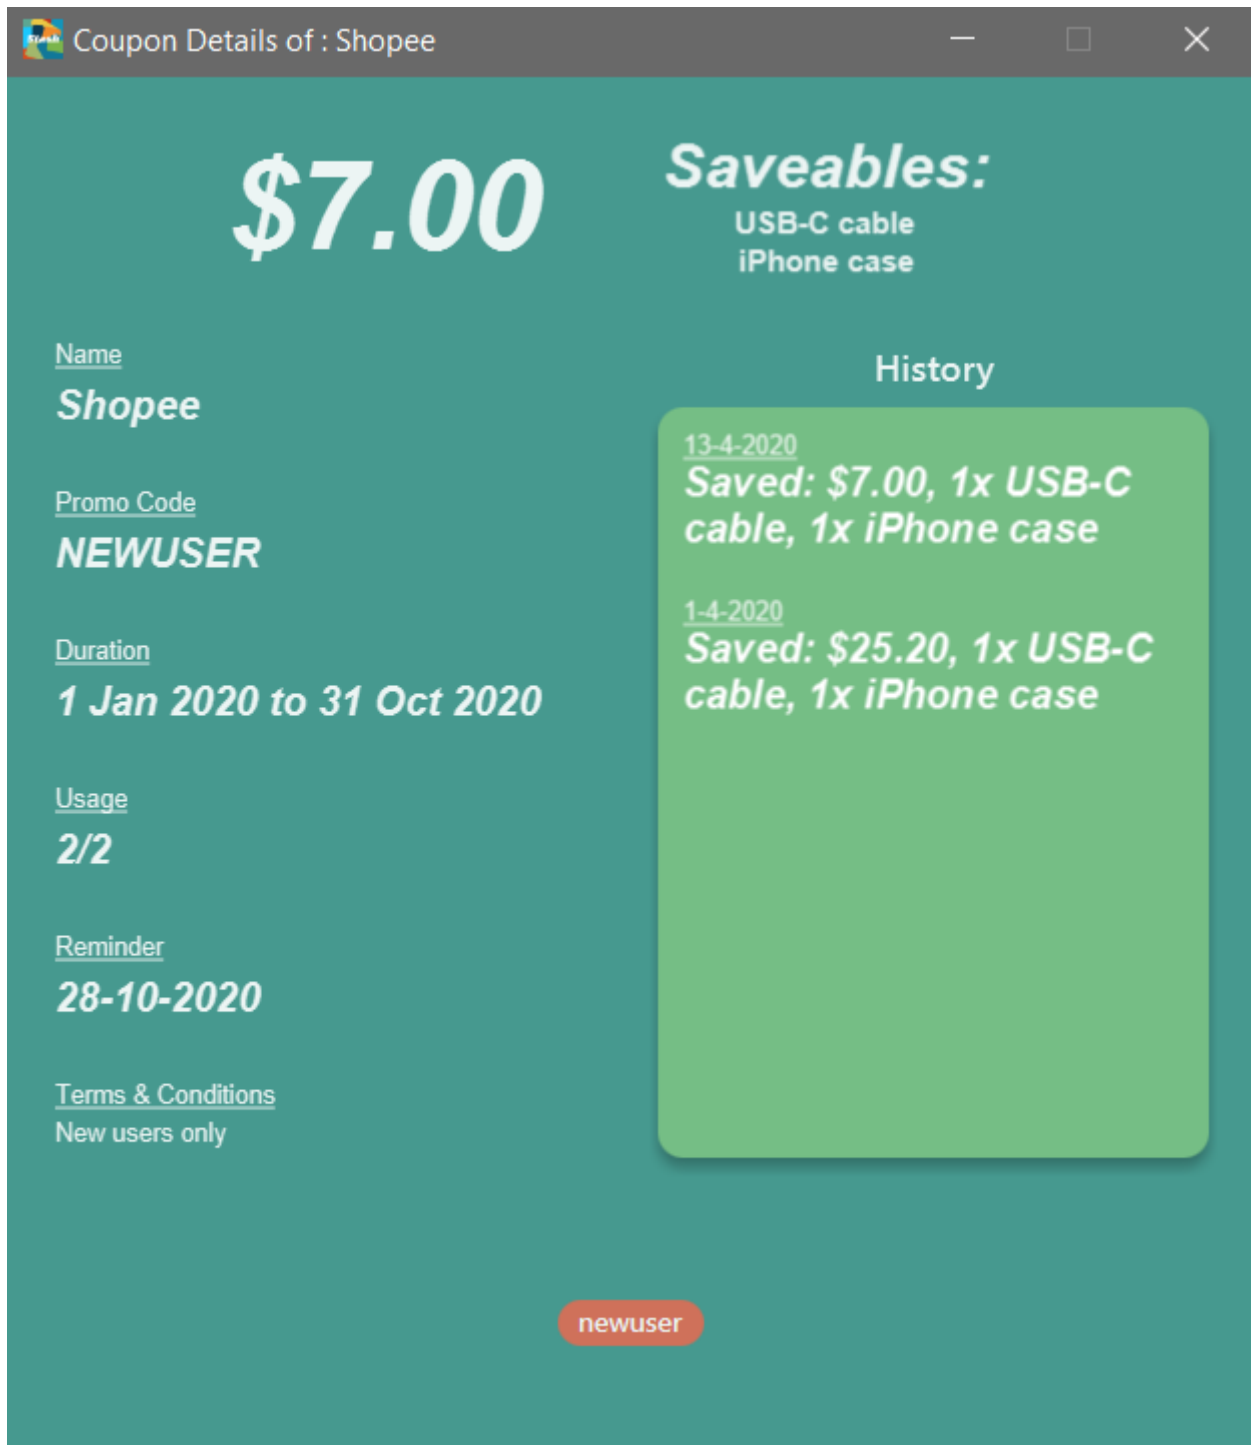 Coupon Details of : Shopee
$7.00
Saveables:
USB-C cable
iPhone case
Name
Shopee
Promo Code
NEWUSER
Duration
1 Jan 2020 to 31 Oct 2020
Usage
2/2
Reminder
28-10-2020
Terms & Conditions
New users only
History
13-4-2020
Saved: $7.00, 1x USB-C
cable, 1x iPhone case
1-4-2020
Saved: $25.20, 1x USB-C
cable, 1x iPhone case
newuser